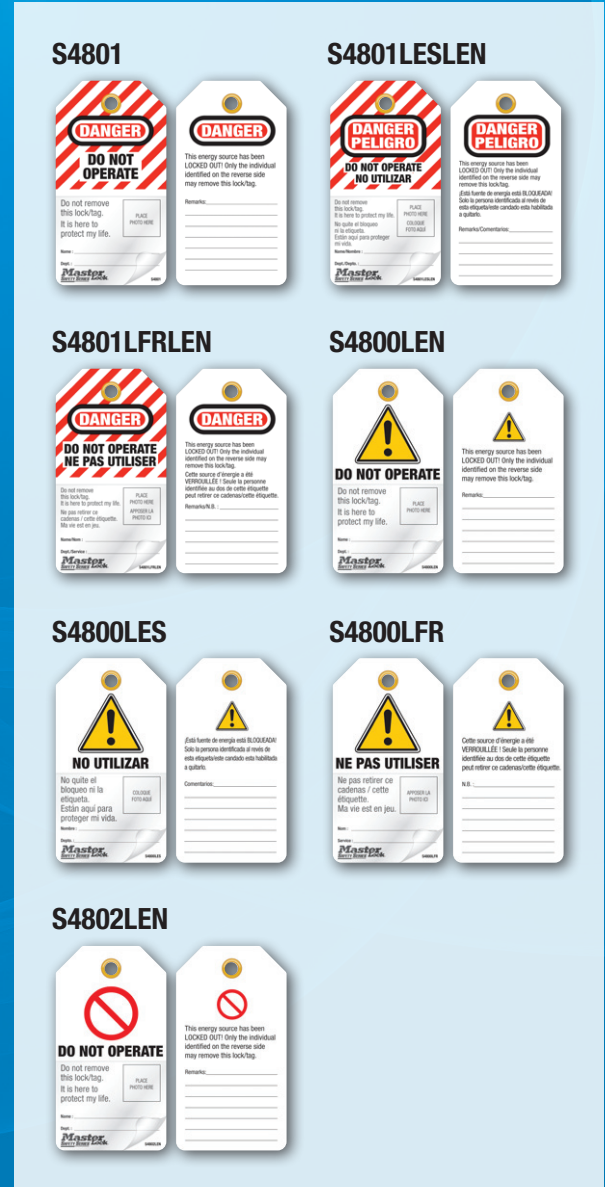 S4801
DANGER
DO NOT
OPERATE
Do not remove
this lock/tag.
It is here to
protect my life.
PLACE
PHOTO HERE
Name :
Dept. :
Master Lock
SAFETY SERIES
S4801
DANGER
This energy source has been
LOCKED OUT! Only the individual
identified on the reverse side
may remove this lock/tag.
Remarks:
S4801LESLEN
DANGER
PELIGRO
DO NOT OPERATE
NO UTILIZAR
Do not remove
this lock/tag.
It is here to
protect my life.
No quite el bloqueo
ni la etiqueta.
Están aquí para proteger
mi vida.
PLACE
PHOTO HERE
COLOQUE
FOTO AQUÍ
Name/Nombre :
Dept./Depto. :
Master Lock
SAFETY SERIES
S4801LESLEN
DANGER
PELIGRO
This energy source has been
LOCKED OUT! Only the individual
identified on the reverse side may
remove this lock/tag.
¡Está fuente de energía está BLOQUEADA!
Solo la persona identificada al revés de
esta etiqueta/este candado esta habilitada
a quitarlo.
Remarks/Comentarios:
S4801LFRLEN
DANGER
DO NOT OPERATE
NE PAS UTILISER
Do not remove
this lock/tag.
It is here to protect my life.
Ne pas retirer ce
cadenas / cette étiquette.
Ma vie est en jeu.
PLACE
PHOTO HERE
APPOSER LA
PHOTO ICI
Name/Nom :
Dept./Service :
Master Lock
SAFETY SERIES
S4801LFRLEN
DANGER
This energy source has been
LOCKED OUT! Only the individual
identified on the reverse side may
remove this lock/tag.
Cette source d'énergie a été
VERROUILLÉE ! Seule la personne
identifiée au dos de cette étiquette
peut retirer ce cadenas/cette étiquette.
Remarks/N.B. :
S4800LEN
DO NOT OPERATE
Do not remove
this lock/tag.
It is here to
protect my life.
PLACE
PHOTO HERE
Name :
Dept. :
Master Lock
SAFETY SERIES
S4800LEN
This energy source has been
LOCKED OUT! Only the individual
identified on the reverse side
may remove this lock/tag.
Remarks:
S4800LES
NO UTILIZAR
No quite el
bloqueo ni la
etiqueta.
Están aquí para
proteger mi vida.
COLOQUE
FOTO AQUÍ
Nombre :
Depto. :
Master Lock
SAFETY SERIES
S4800LES
¡Está fuente de energía está BLOQUEADA!
Solo la persona identificada al revés de
esta etiqueta/este candado esta habilitada
a quitarlo.
Comentarios:
S4800LFR
NE PAS UTILISER
Ne pas retirer ce
cadenas / cette
étiquette.
Ma vie est en jeu.
APPOSER LA
PHOTO ICI
Nom :
Service :
Master Lock
SAFETY SERIES
S4800LFR
Cette source d'énergie a été
VERROUILLÉE ! Seule la personne
identifiée au dos de cette étiquette
peut retirer ce cadenas/cette étiquette.
N.B. :
S4802LEN
DO NOT OPERATE
Do not remove
this lock/tag.
It is here to
protect my life.
PLACE
PHOTO HERE
Name :
Dept. :
Master Lock
SAFETY SERIES
S4802LEN
This energy source has been
LOCKED OUT! Only the individual
identified on the reverse side
may remove this lock/tag.
Remarks: